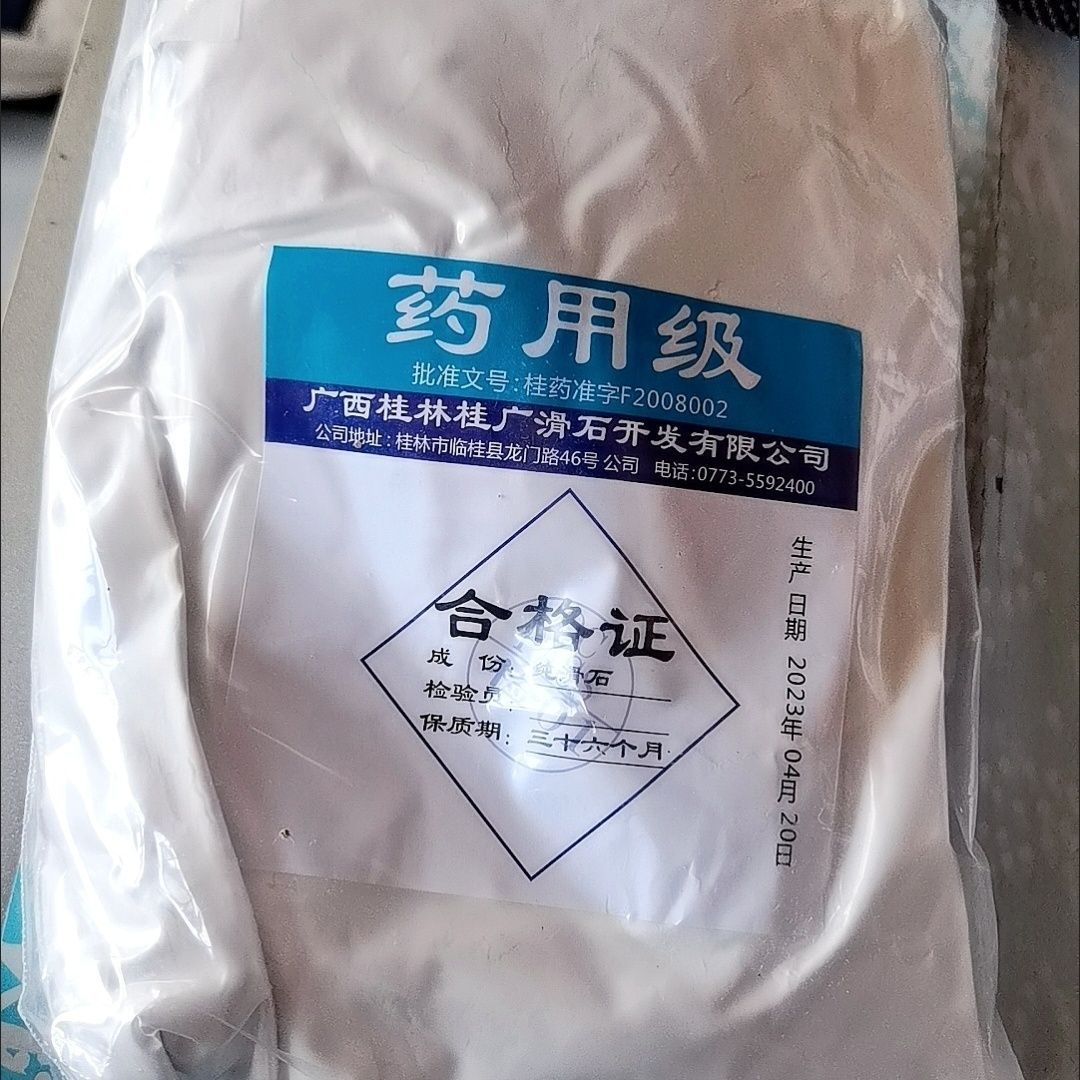 药用级
批准文号:桂药准字F2008002
广西桂林桂广滑石开发有限公司
公司地址:桂林市临桂县龙门路46号公司 电话:0773-5592400
合格证
成 份:纯滑石
检验员:
保质期:三十六个月
生产日期 2023年04月20日